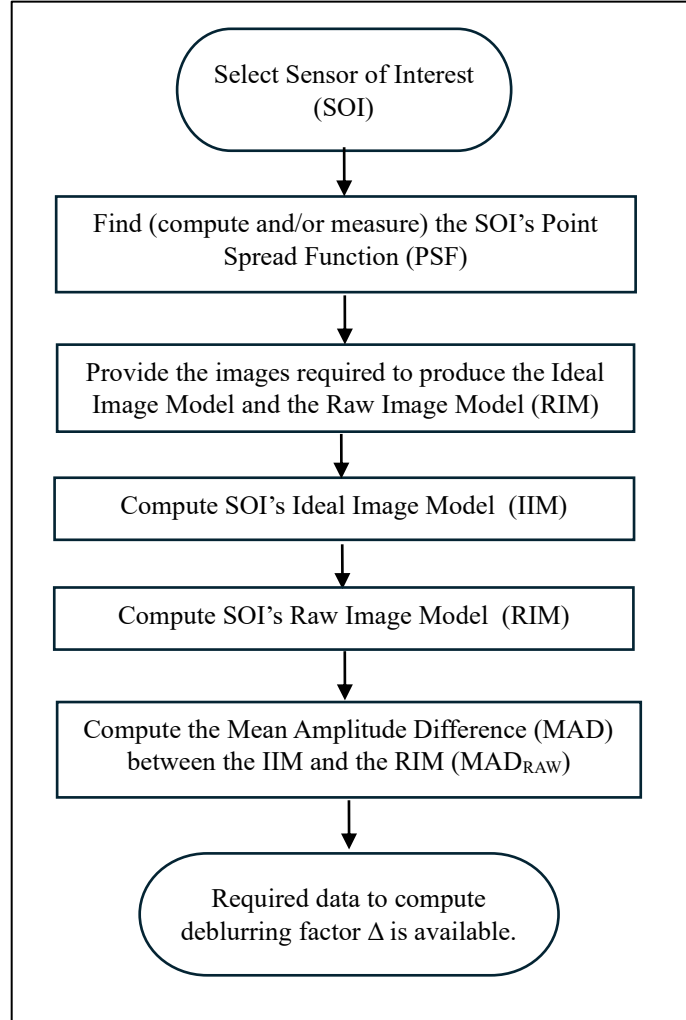 Select Sensor of Interest
(SOI)
Find (compute and/or measure) the SOI’s Point
Spread Function (PSF)
Provide the images required to produce the Ideal
Image Model and the Raw Image Model (RIM)
Compute SOI’s Ideal Image Model (IIM)
Compute SOI’s Raw Image Model (RIM)
Compute the Mean Amplitude Difference (MAD)
between the IIM and the RIM (MADRAW)
Required data to compute
deblurring factor Δ is available.